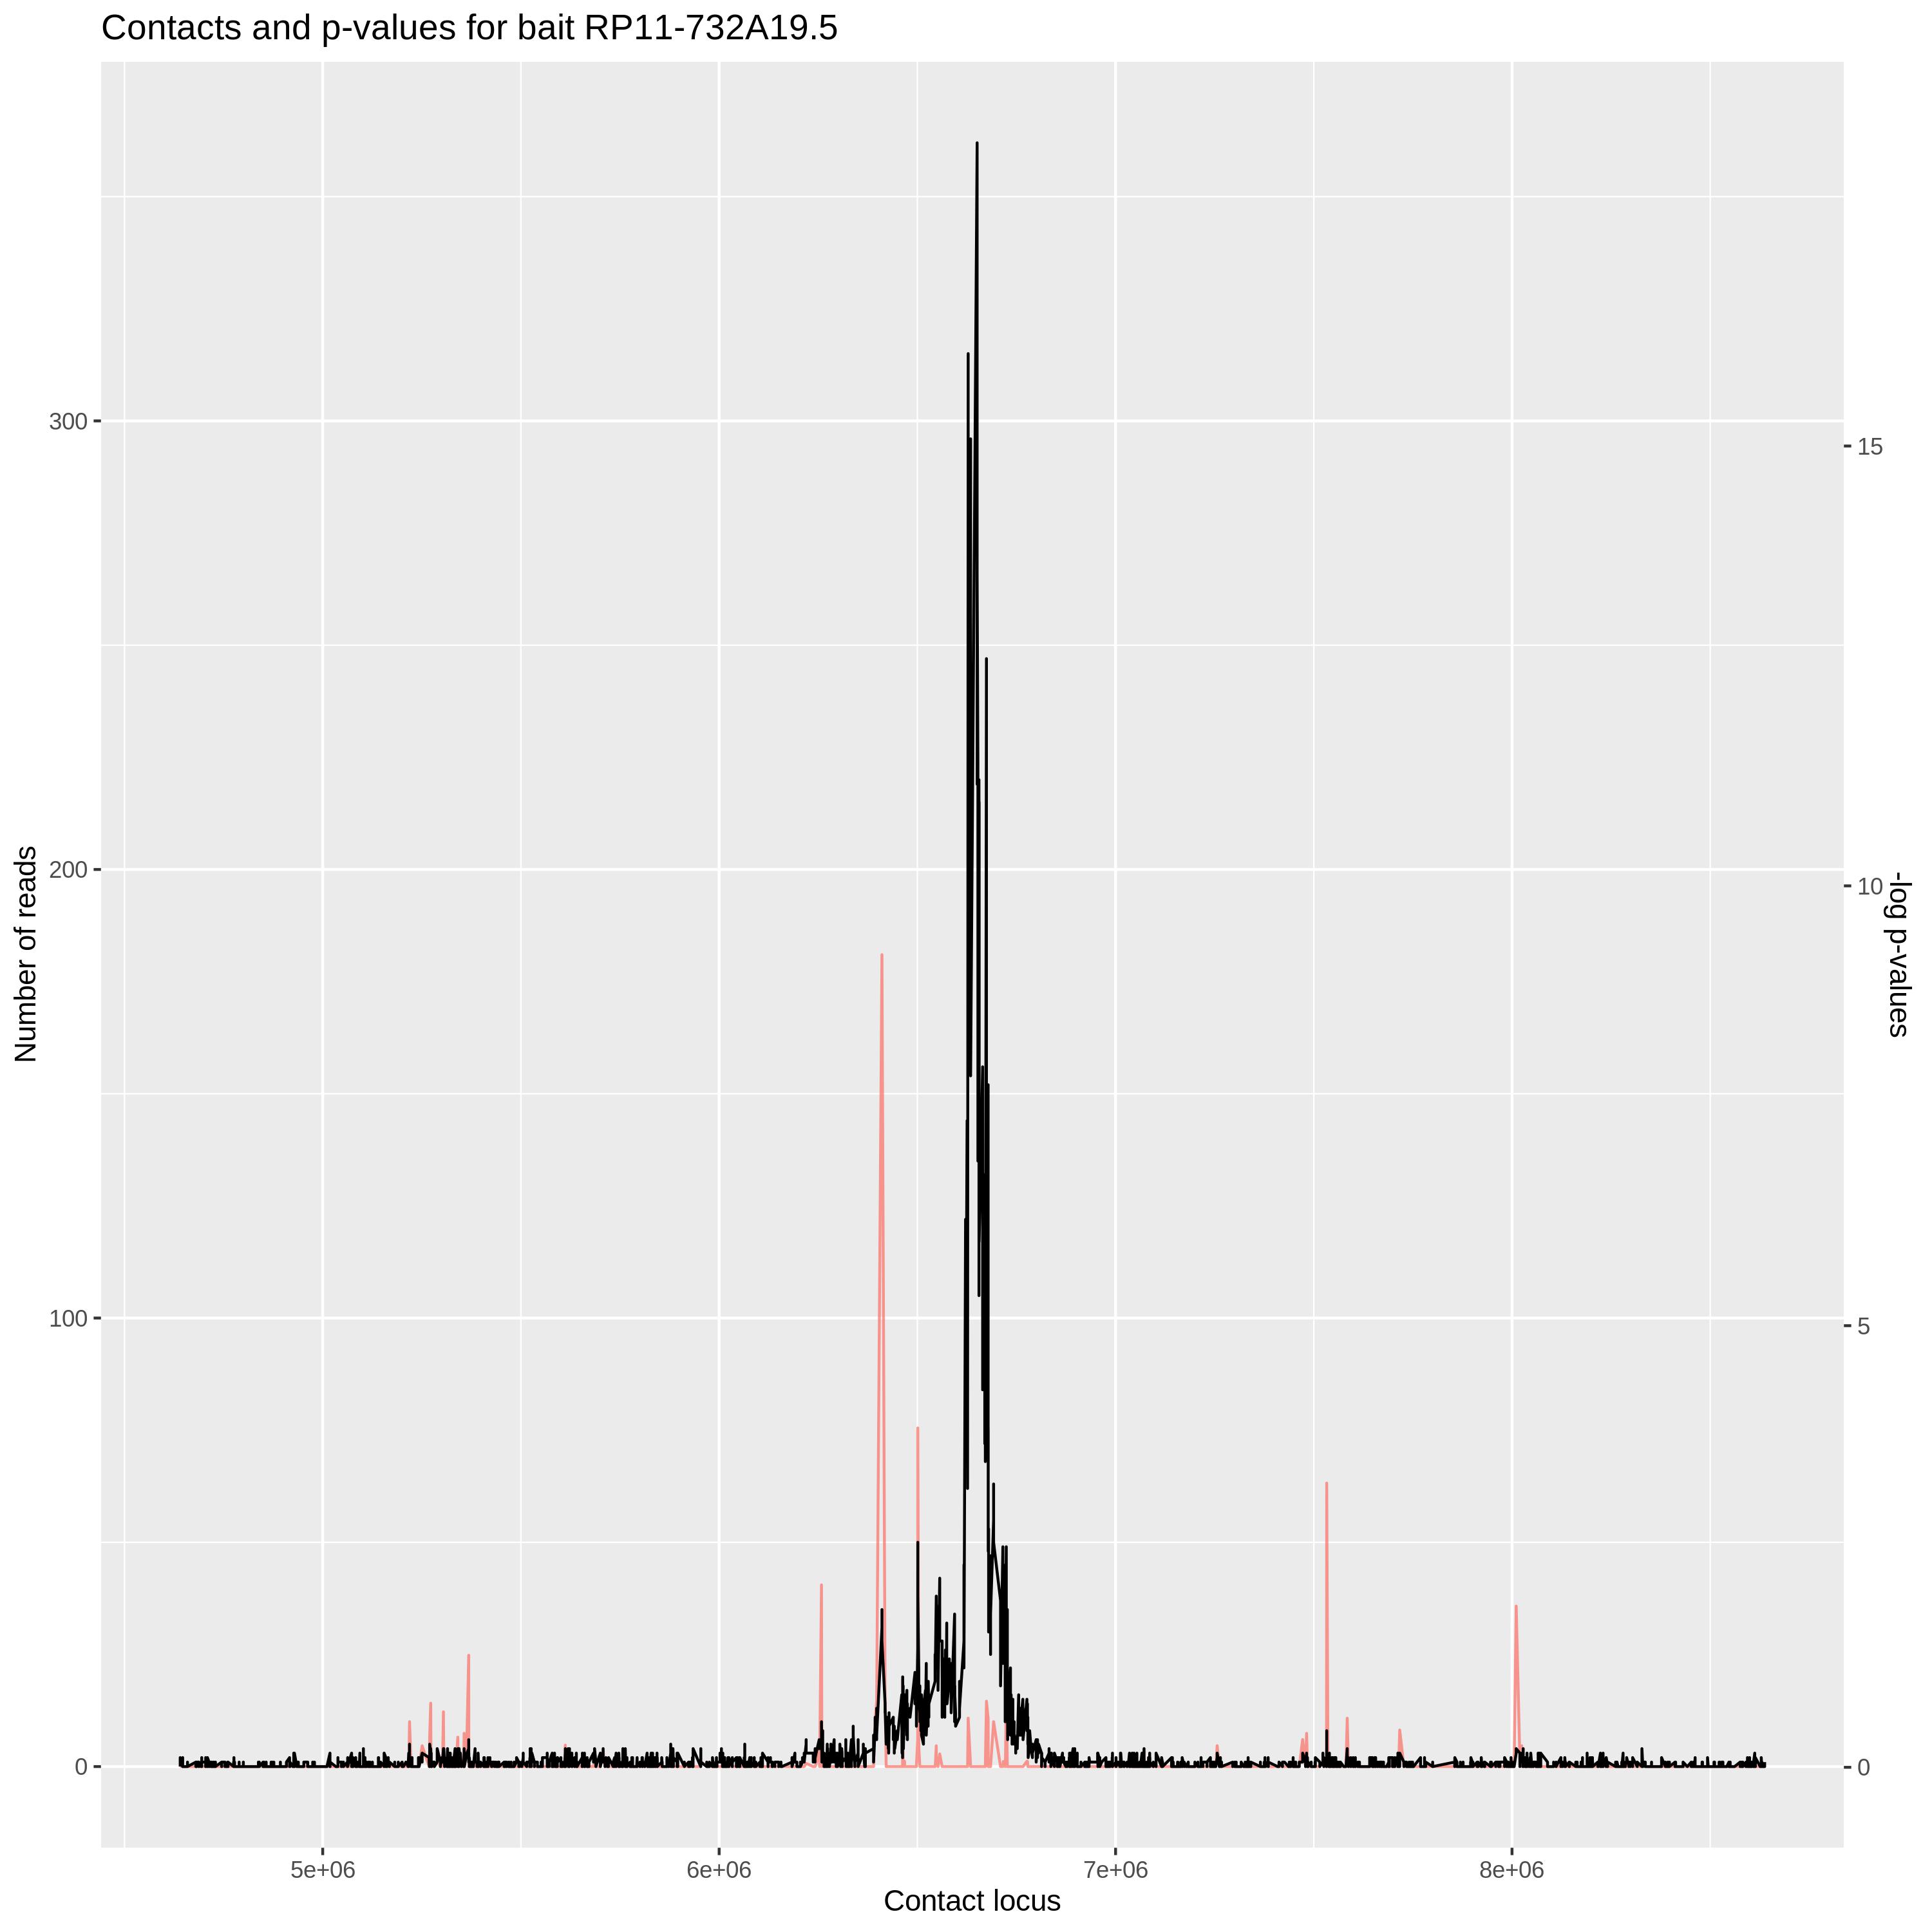 Contacts and p-values for bait RP11-732A19.5
300
200
100
0
Number of reads
15
10
5
0
-log p-values
5e+06
6e+06
7e+06
8e+06
Contact locus